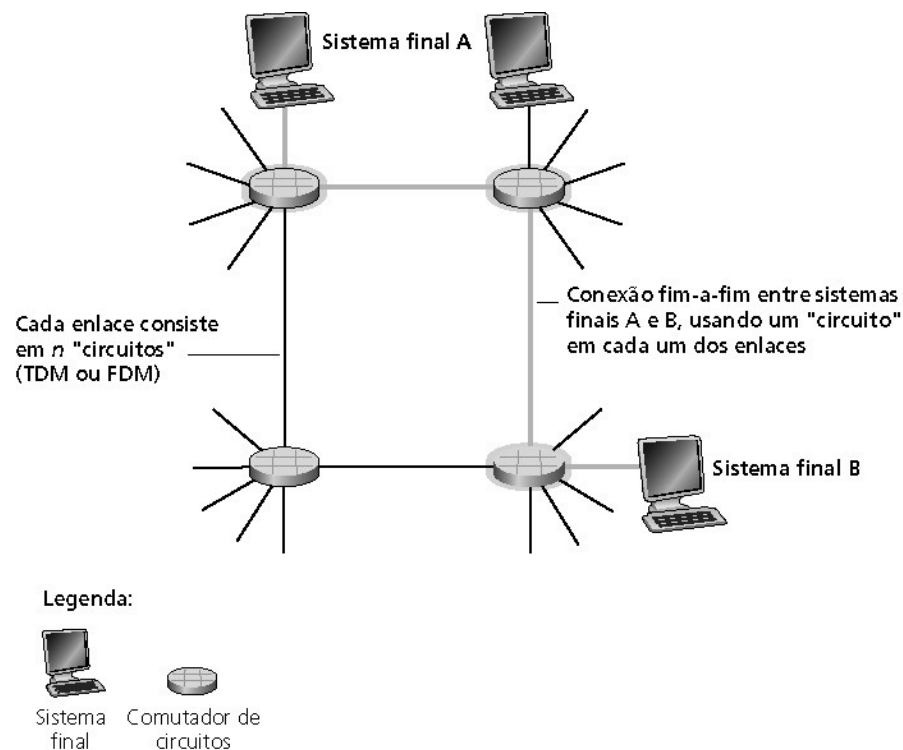 Sistema final A
Conexão fim-a-fim entre sistemas
finais A e B, usando um "circuito"
em cada um dos enlaces
Cada enlace consiste
em n "circuitos"
(TDM ou FDM)
Sistema final B
Legenda:
Sistema
final
Comutador de
circuitos